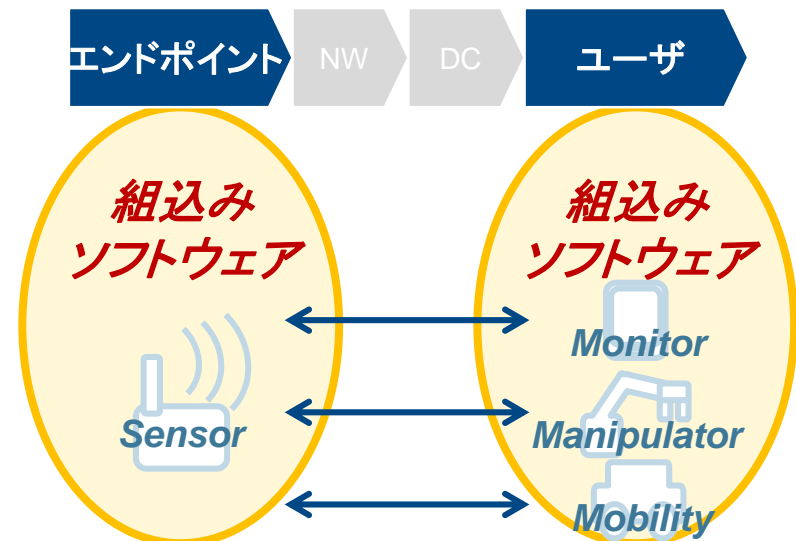 エンドポイント
NW
DC
ユーザ
組込み
ソフトウェア
Sensor
組込み
ソフトウェア
Monitor
Manipulator
Mobility